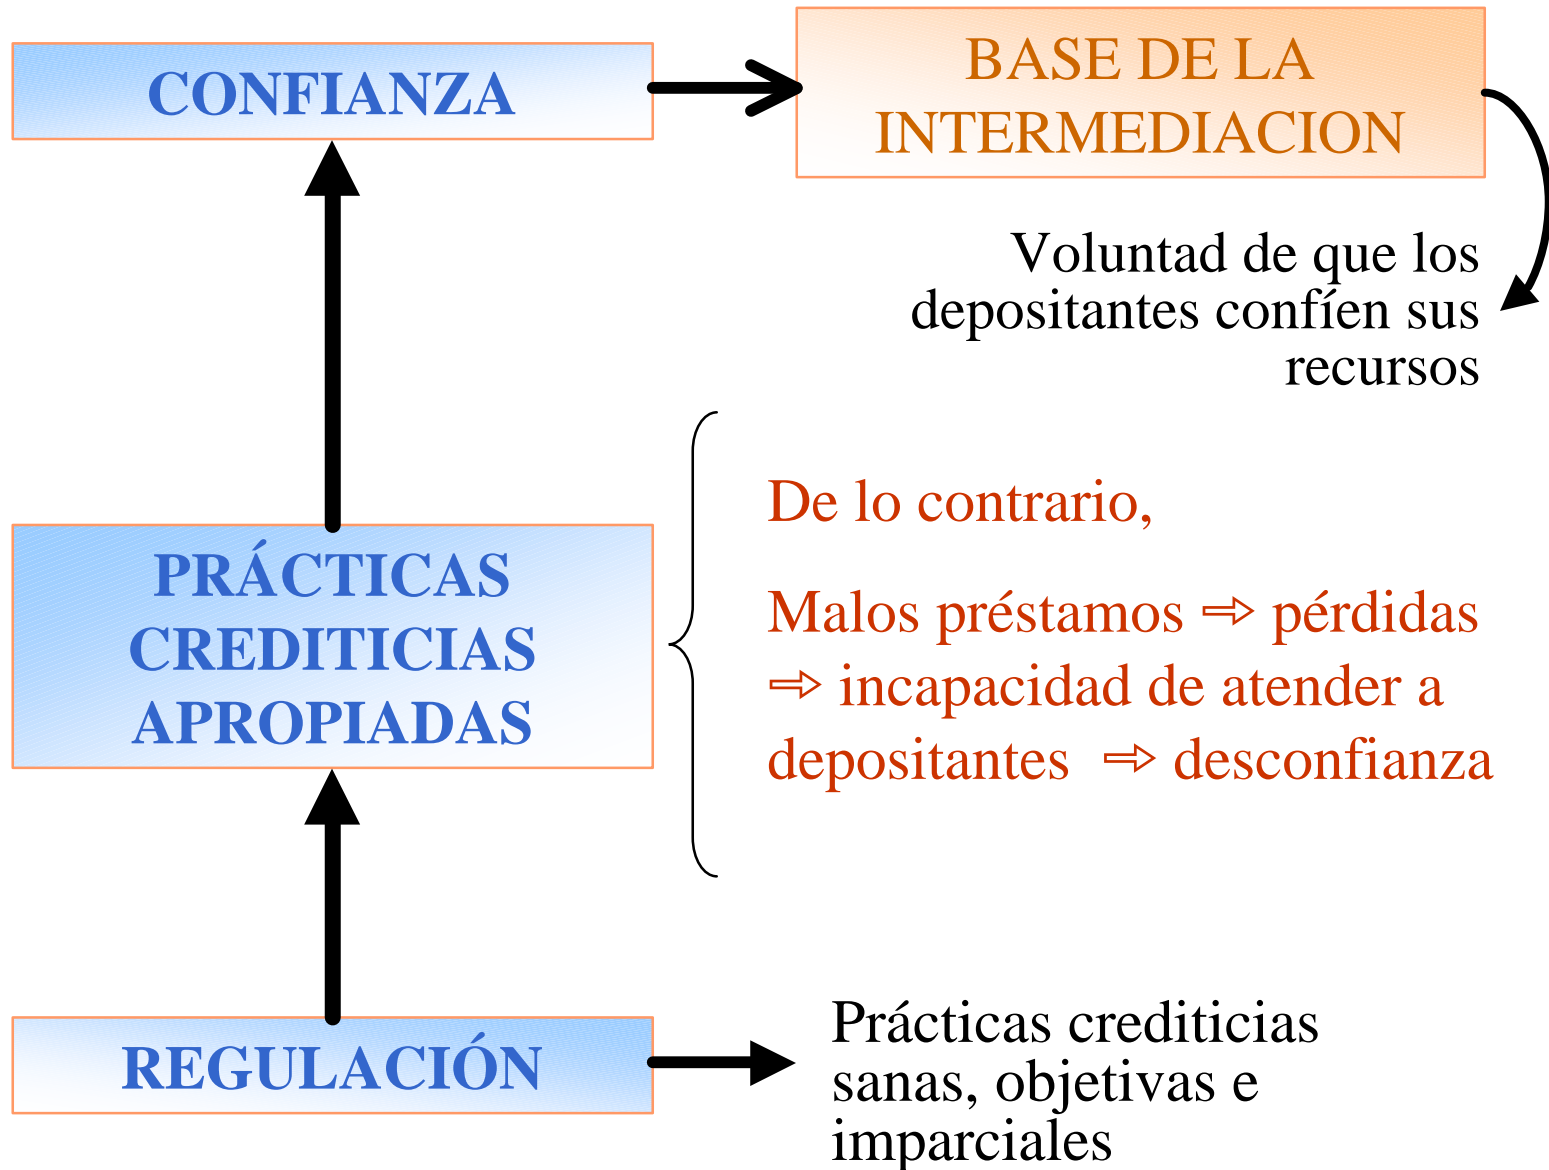 CONFIANZA
BASE DE LA
INTERMEDIACION
Voluntad de que los
depositantes confíen sus
recursos
PRÁCTICAS
CREDITICIAS
APROPIADAS
De lo contrario,
Malos préstamos ⇨ pérdidas
⇨ incapacidad de atender a
depositantes ⇨ desconfianza
REGULACIÓN
Prácticas crediticias
sanas, objetivas e
imparciales